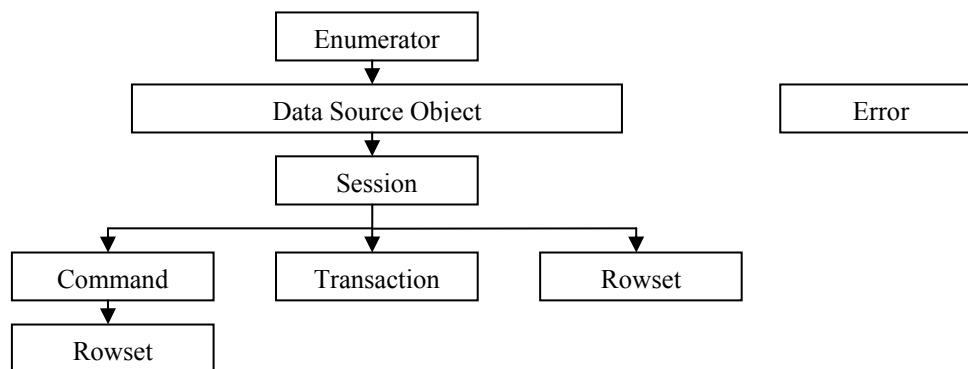 Enumerator
Data Source Object
Error
Session
Command
Transaction
Rowset
Rowset